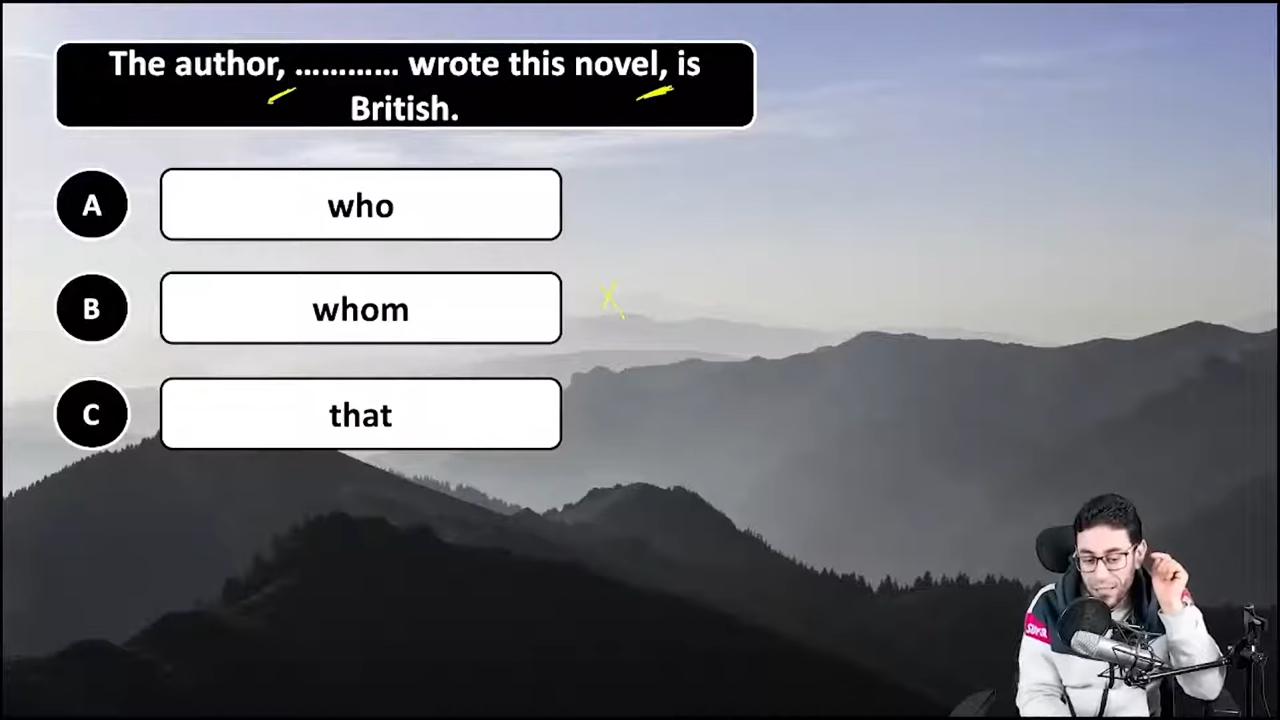 The author, ............ wrote this novel, is
British.
A
who
B
whom
X
C
that